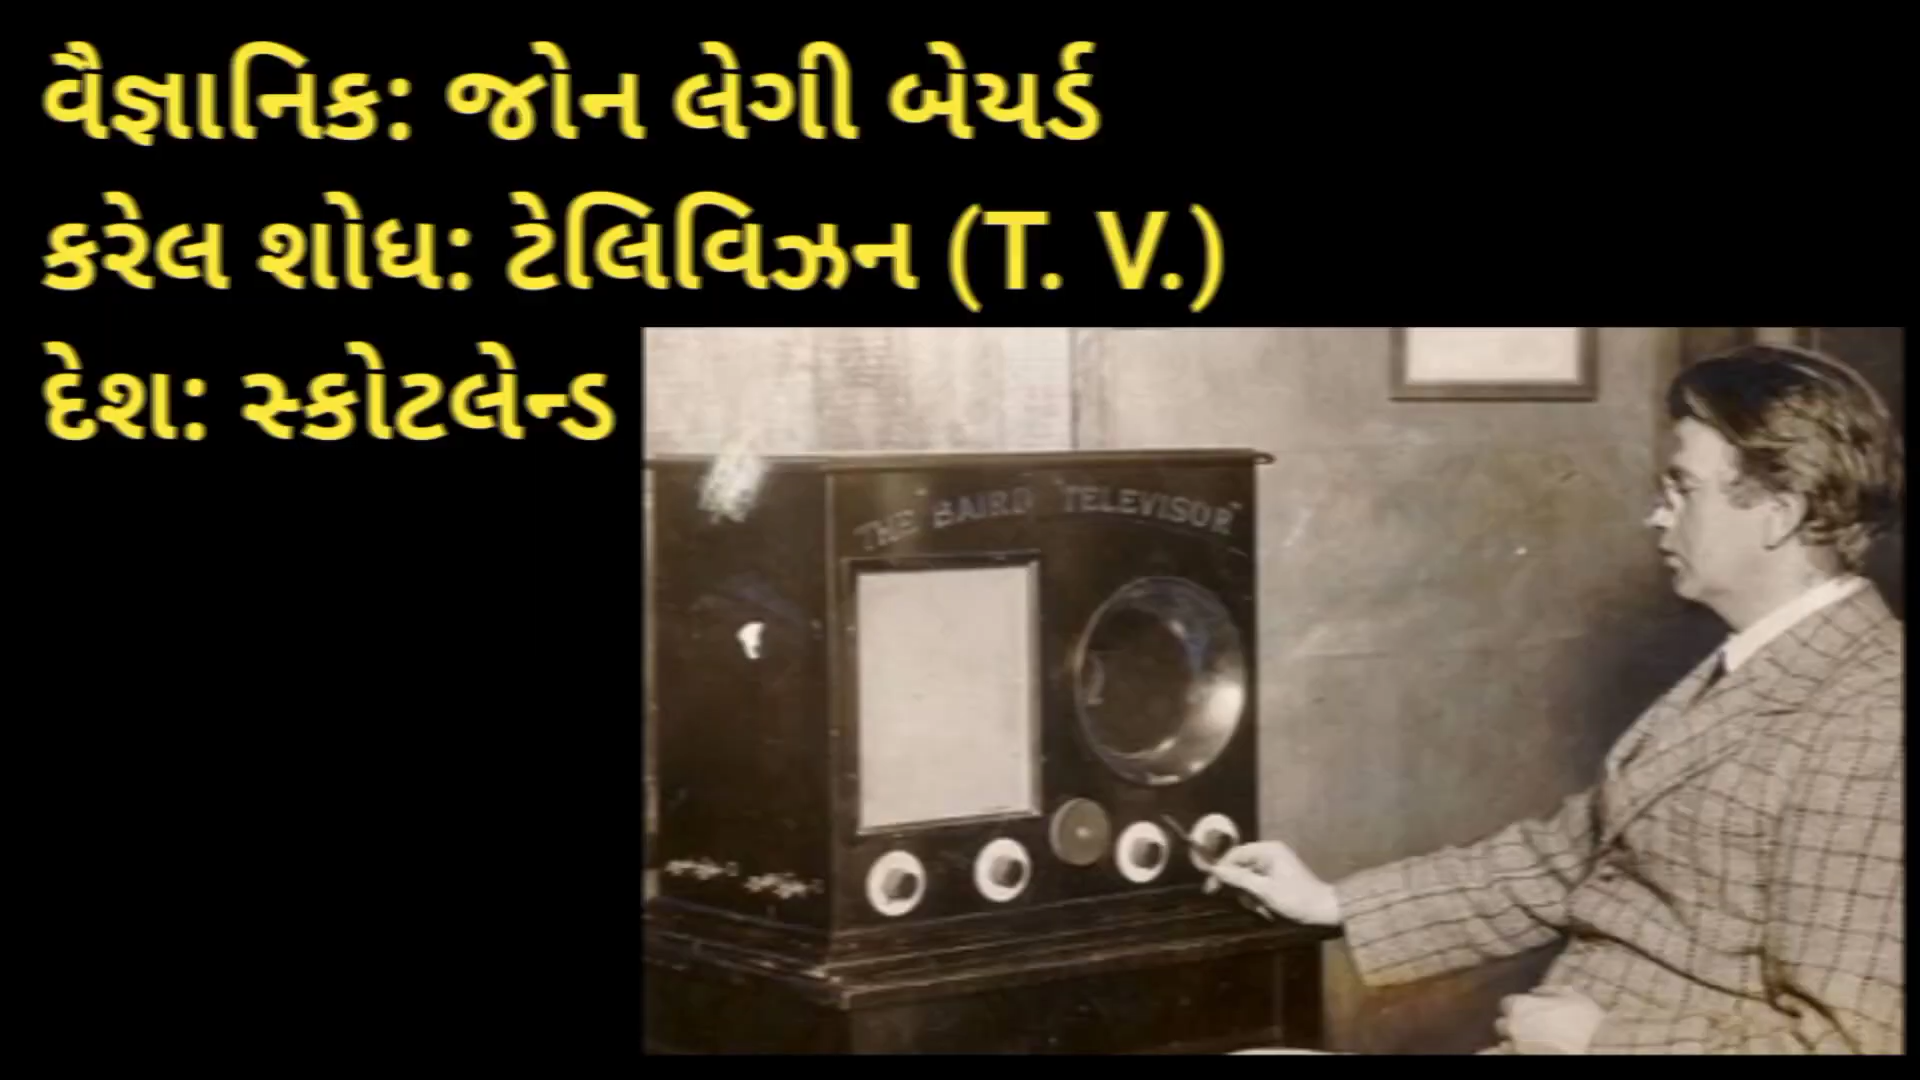 વૈજ્ઞાનિક: જોન લેગી બેયર્ડ
કરેલ શોધ: ટેલિવિઝન (T. V.)
દેશ: સ્કોટલેન્ડ
THE BAIRD "TELEVISOR"